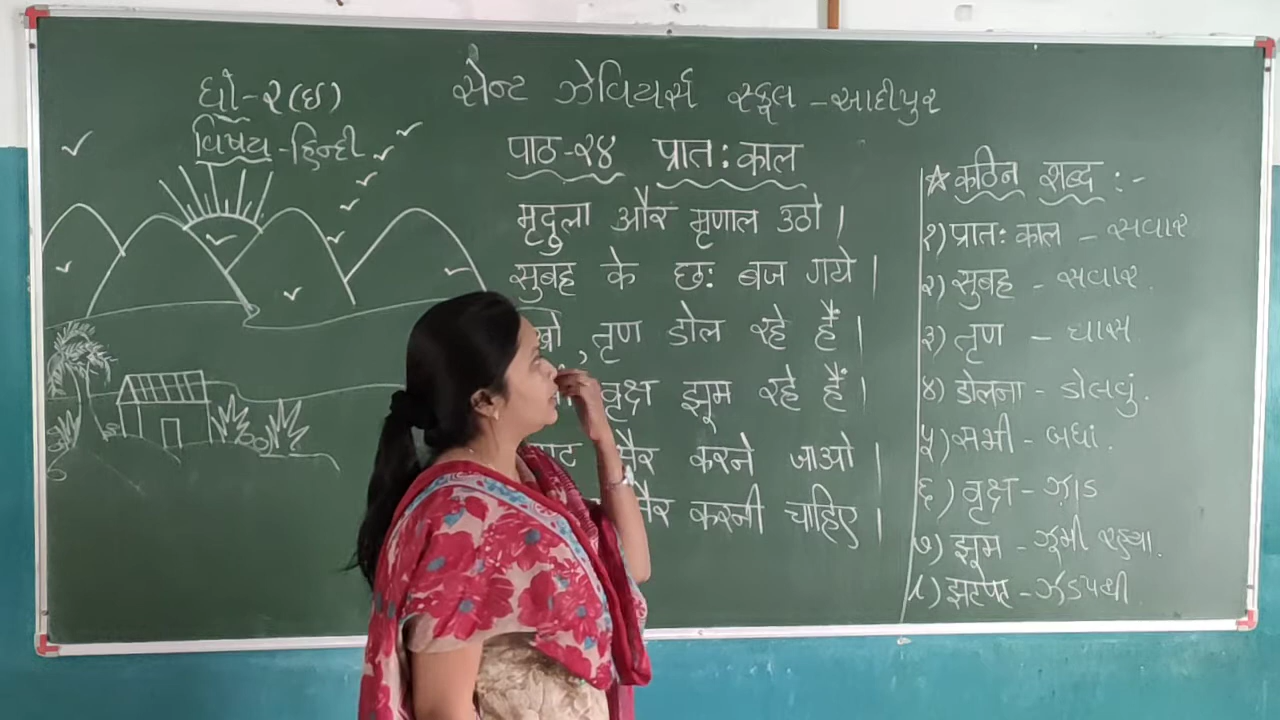 ધો-૨(ઇ)
વિષય-હિન્દી
સેન્ટ ઝેવિયર્સ સ્કૂલ - આદીપુર
पाठ-२४ प्रातः काल
मृदुला और मृणाल उठो।
सुबह के छः बज गये।
तृण डोल रहे हैं।
वृक्ष झूम रहे हैं।
सैर करने जाओ।
सैर करनी चाहिए।
★ कठिन शब्द :-
१) प्रातः काल - સવાર
२) सुबह - સવાર.
३) तृण - ઘાસ
४) डोलना - ડોલવું.
५) सभी - બધાં.
६) वृक्ष - ઝાડ
७) झूम - ઝૂમી રહ્યા.
८) झटपट - ઝડપથી